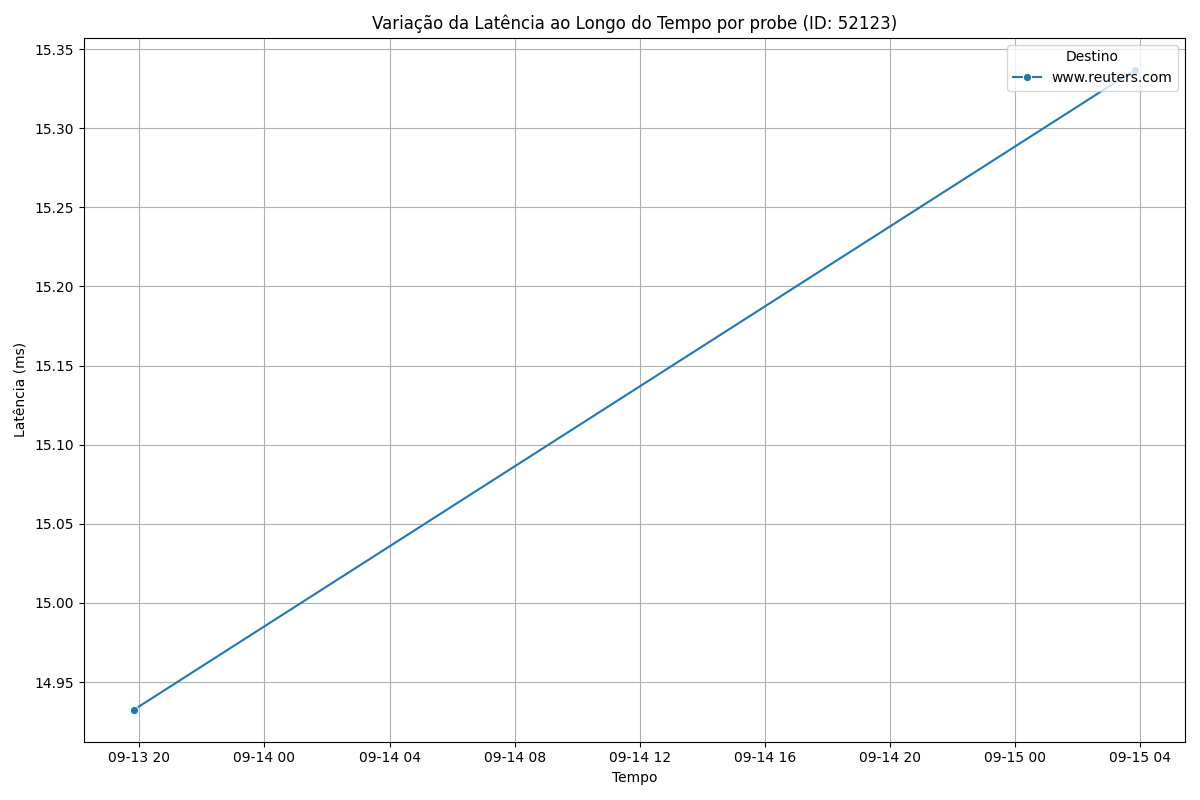 Variação da Latência ao Longo do Tempo por probe (ID: 52123)
Destino
www.reuters.com
15.35
15.30
15.25
15.20
15.15
15.10
15.05
15.00
14.95
Latência (ms)
09-13 20 09-14 00 09-14 04 09-14 08 09-14 12 09-14 16 09-14 20 09-15 00 09-15 04
Tempo